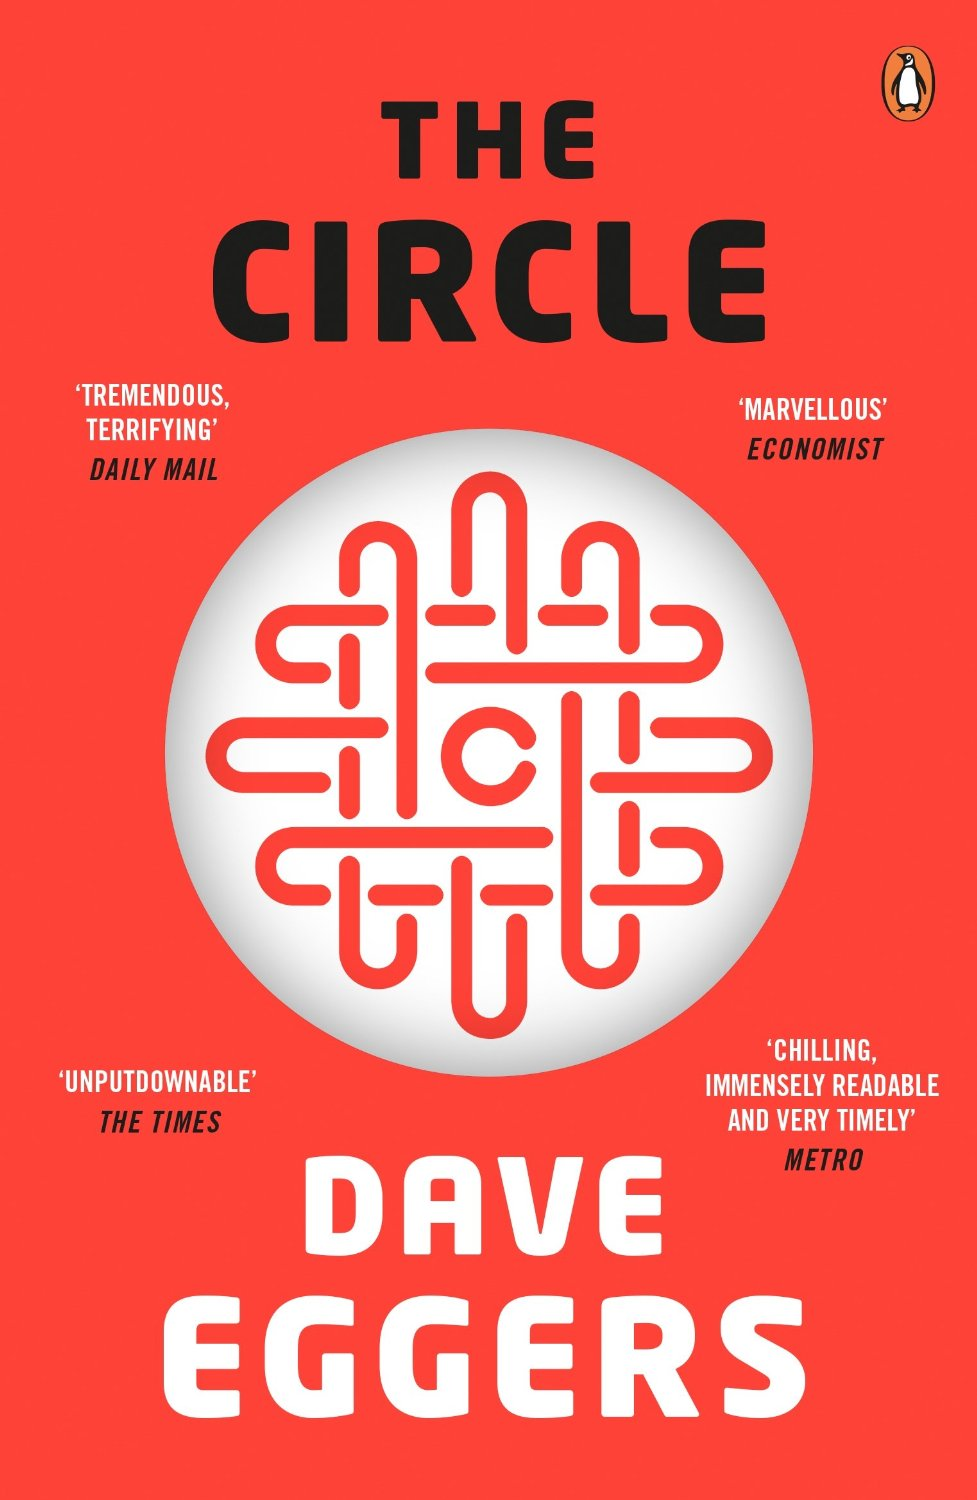 THE
CIRCLE
‘TREMENDOUS,
TERRIFYING’
DAILY MAIL
‘MARVELLOUS’
ECONOMIST
C
‘UNPUTDOWNABLE’
THE TIMES
‘CHILLING,
IMMENSELY READABLE
AND VERY TIMELY’
METRO
DAVE
EGGERS